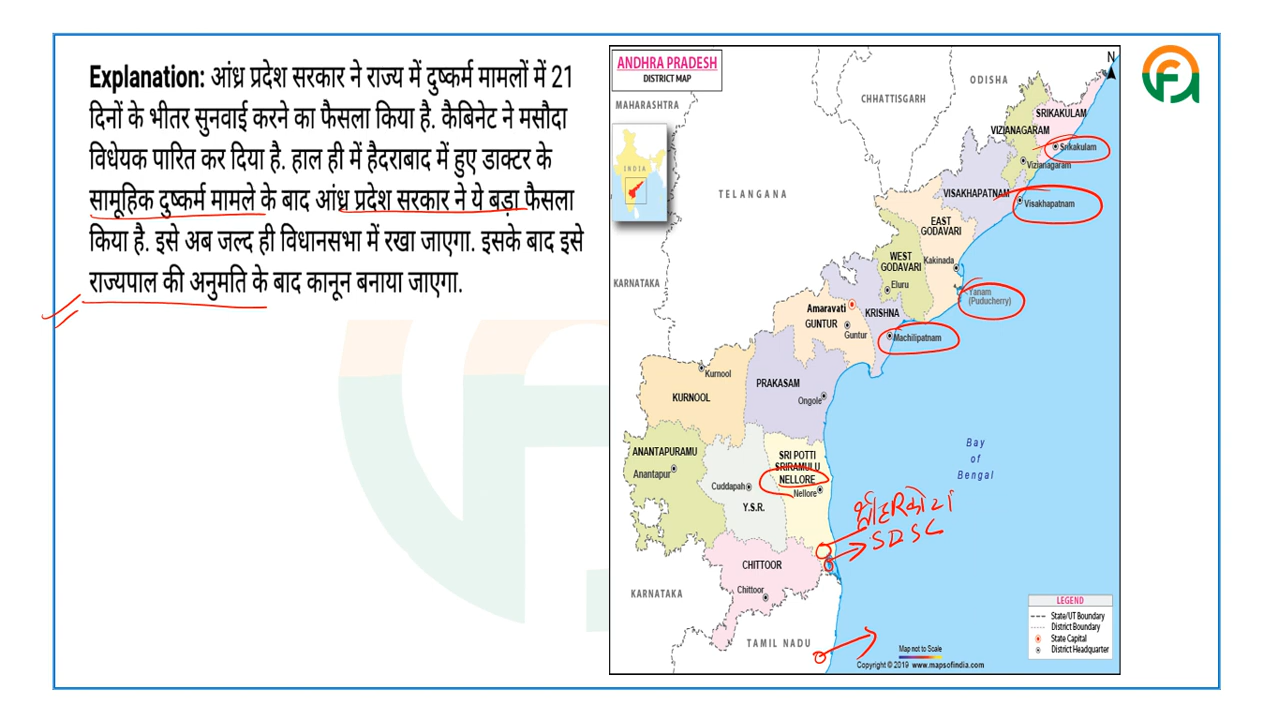 Explanation: आंध्र प्रदेश सरकार ने राज्य में दुष्कर्म मामलों में 21
दिनों के भीतर सुनवाई करने का फैसला किया है. कैबिनेट ने मसौदा
विधेयक पारित कर दिया है. हाल ही में हैदराबाद में हुए डाक्टर के
सामूहिक दुष्कर्म मामले के बाद आंध्र प्रदेश सरकार ने ये बड़ा फैसला
किया है. इसे अब जल्द ही विधानसभा में रखा जाएगा. इसके बाद इसे
राज्यपाल की अनुमति के बाद कानून बनाया जाएगा.
ANDHRA PRADESH
DISTRICT MAP
N
ODISHA
MAHARASHTRA
CHHATTISGARH
SRIKAKULAM
VIZIANAGARAM
Srikakulam
Vizianagaram
INDIA
TELANGANA
VISAKHAPATNAM
Visakhapatnam
EAST
GODAVARI
WEST
GODAVARI
Kakinada
KARNATAKA
Eluru
Yanam
(Puducherry)
Amaravati
KRISHNA
GUNTUR
Guntur
Machilipatnam
Kurnool
PRAKASAM
KURNOOL
Ongole
ANANTAPURAMU
SRI POTTI
SRIRAMULU
NELLORE
Bay
of
Bengal
Anantapur
Cuddapah
Nellore
Y.S.R.
SDSC
CHITTOOR
Chittoor
KARNATAKA
TAMIL NADU
LEGEND
State/UT Boundary
District Boundary
State Capital
District Headquarter
Map not to Scale
Copyright © 2019 www.mapsofindia.com